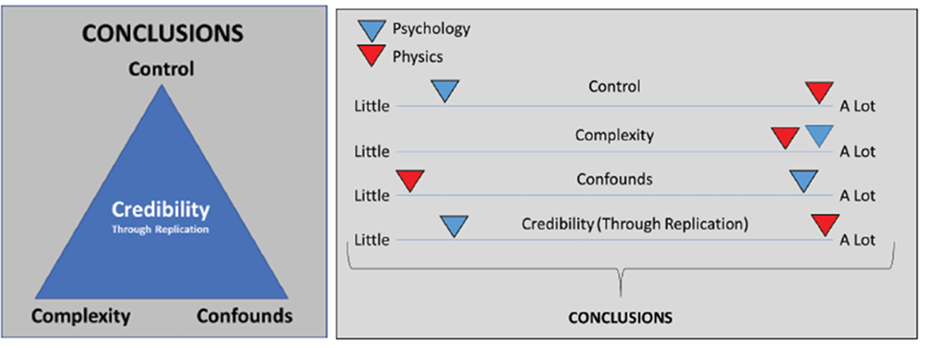 CONCLUSIONS
Control
Credibility
Through Replication
Complexity Confounds
Psychology
Physics
Little Control A Lot
Little Complexity A Lot
Little Confounds A Lot
Little Credibility (Through Replication) A Lot
CONCLUSIONS